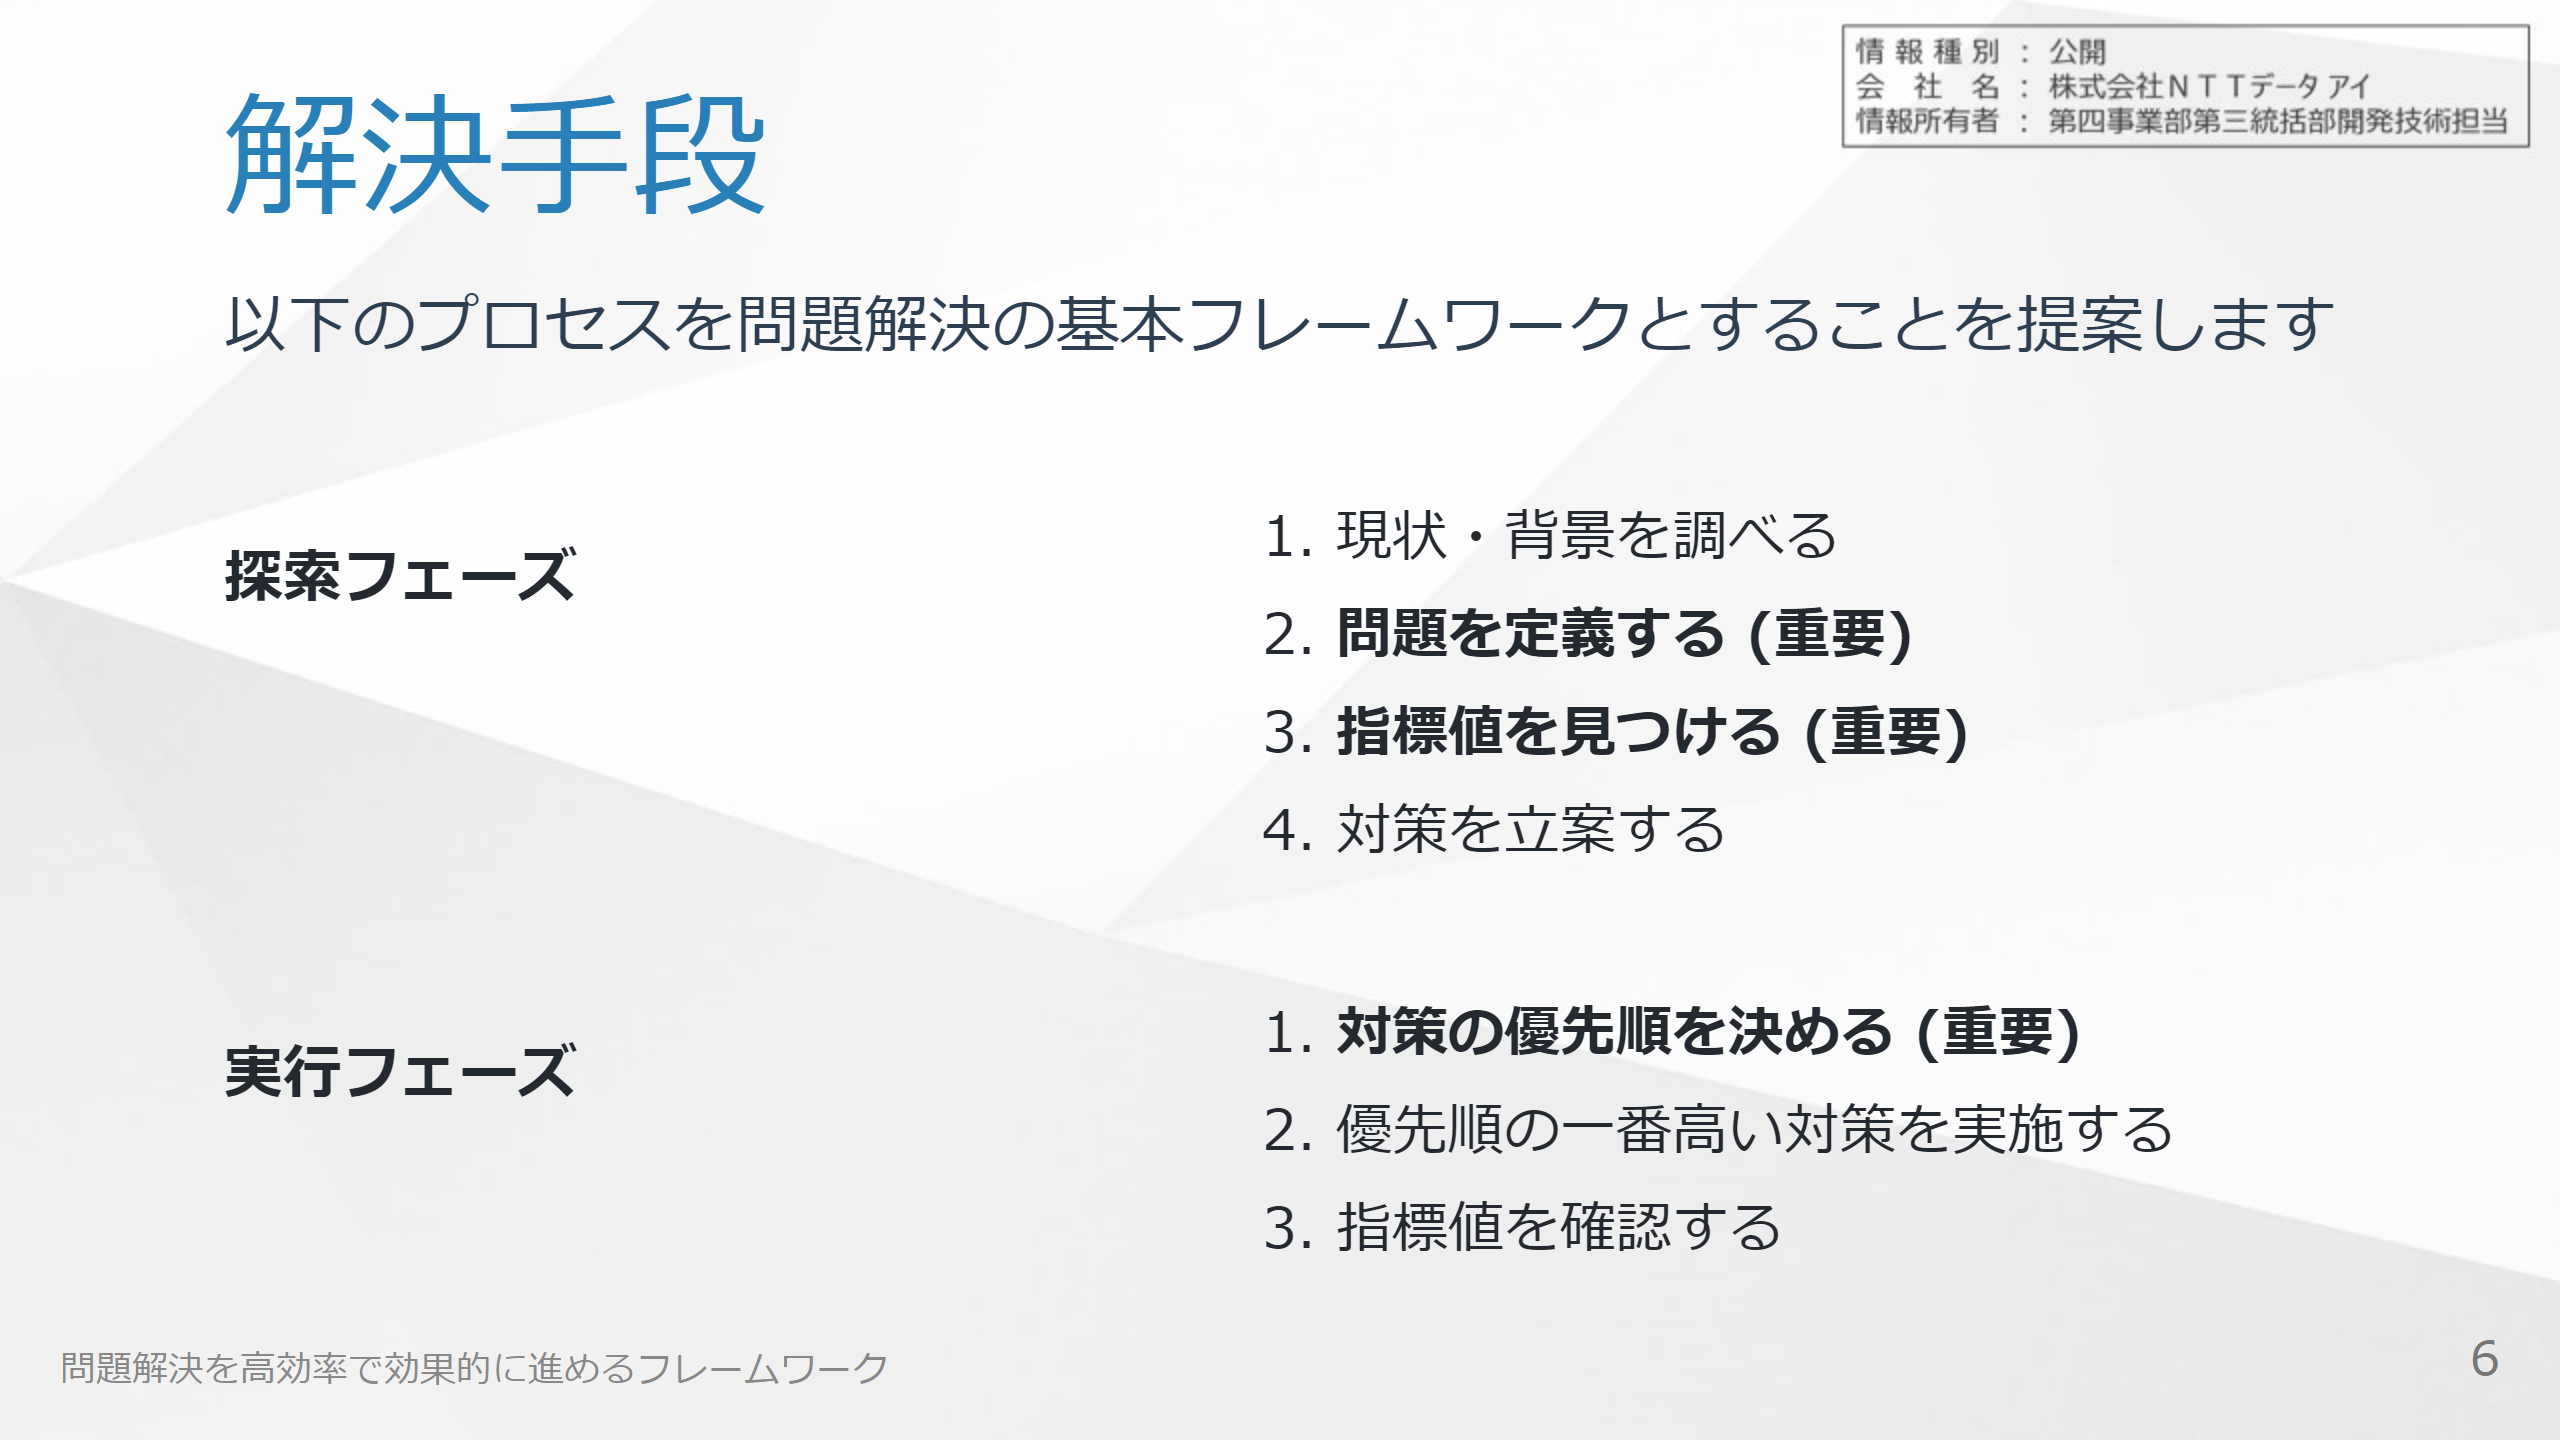 情報種別 : 公開
会 社 名 : 株式会社NTTデータ アイ
情報所有者 : 第四事業部第三統括部開発技術担当
解決手段
以下のプロセスを問題解決の基本フレームワークとすることを提案します
探索フェーズ
1. 現状・背景を調べる
2. 問題を定義する (重要)
3. 指標値を見つける (重要)
4. 対策を立案する
実行フェーズ
1. 対策の優先順を決める (重要)
2. 優先順の一番高い対策を実施する
3. 指標値を確認する
問題解決を高効率で効果的に進めるフレームワーク
6